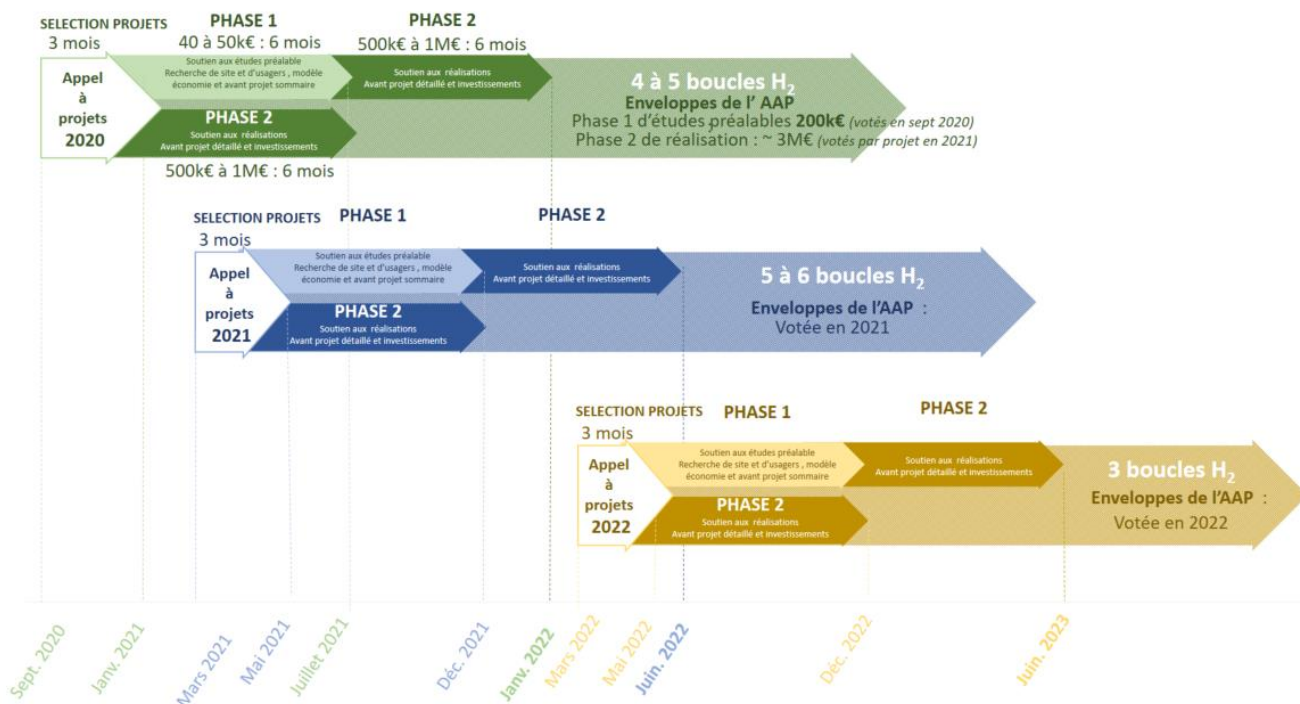 SELECTION PROJETS
3 mois
PHASE 1
40 à 50k€ : 6 mois
PHASE 2
500k€ à 1M€ : 6 mois
Appel
à
projets
2020
Soutien aux études préalable
Recherche de site et d'usagers , modèle
économie et avant projet sommaire
Soutien aux réalisations
Avant projet détaillé et investissements
PHASE 2
Soutien aux réalisations
Avant projet détaillé et investissements
500k€ à 1M€ : 6 mois
4 à 5 boucles H₂
Enveloppes de l' AAP
Phase 1 d'études préalables 200k€ (votés en sept 2020)
Phase 2 de réalisation : ~ 3M€ (votés par projet en 2021)
SELECTION PROJETS
3 mois
PHASE 1
PHASE 2
Appel
à
projets
2021
Soutien aux études préalable
Recherche de site et d'usagers , modèle
économie et avant projet sommaire
Soutien aux réalisations
Avant projet détaillé et investissements
PHASE 2
Soutien aux réalisations
Avant projet détaillé et investissements
5 à 6 boucles H₂
Enveloppes de l'AAP :
Votée en 2021
SELECTION PROJETS
3 mois
PHASE 1
PHASE 2
Appel
à
projets
2022
Soutien aux études préalable
Recherche de site et d'usagers , modèle
économie et avant projet sommaire
Soutien aux réalisations
Avant projet détaillé et investissements
PHASE 2
Soutien aux réalisations
Avant projet détaillé et investissements
3 boucles H₂
Enveloppes de l'AAP :
Votée en 2022
Sept. 2020
Janv. 2021
Mars 2021
Mai 2021
Juillet 2021
Déc. 2021
Janv. 2022
Mars 2022
Mai 2022
Juin. 2022
Déc. 2022
Juin. 2023